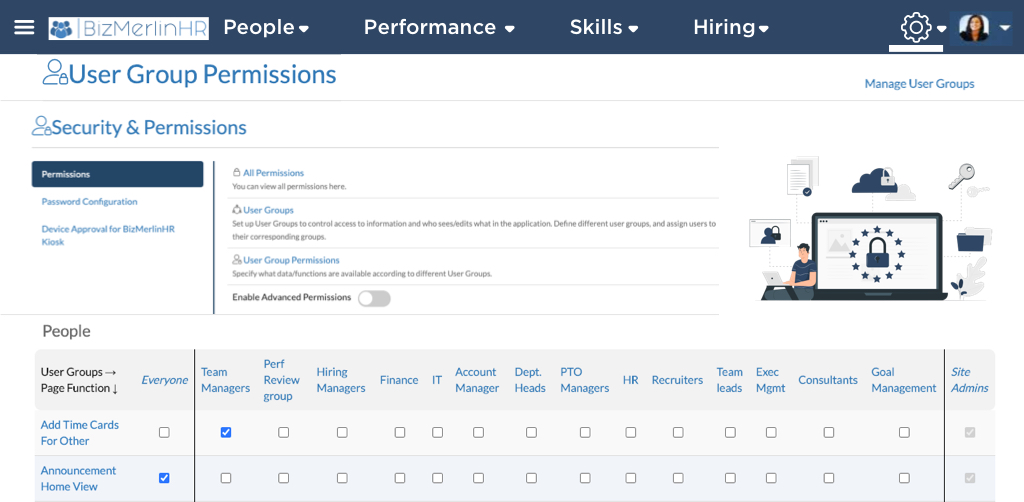 BizMerlinHR People Performance Skills Hiring
User Group Permissions
Manage User Groups
Security & Permissions
Permissions
Password Configuration
Device Approval for BizMerlinHR
Kiosk
All Permissions
You can view all permissions here.
User Groups
Set up User Groups to control access to information and who sees/edits what in the application. Define different user groups, and assign users to
their corresponding groups.
User Group Permissions
Specify what data/functions are available according to different User Groups.
Enable Advanced Permissions
People
User Groups →
Page Function ↓
Everyone
Team
Managers
Perf
Review
group
Hiring
Managers
Finance
IT
Account
Manager
Dept.
Heads
PTO
Managers
HR
Recruiters
Team
leads
Exec
Mgmt
Consultants
Goal
Management
Site
Admins
Add Time Cards
For Other
Announcement
Home View